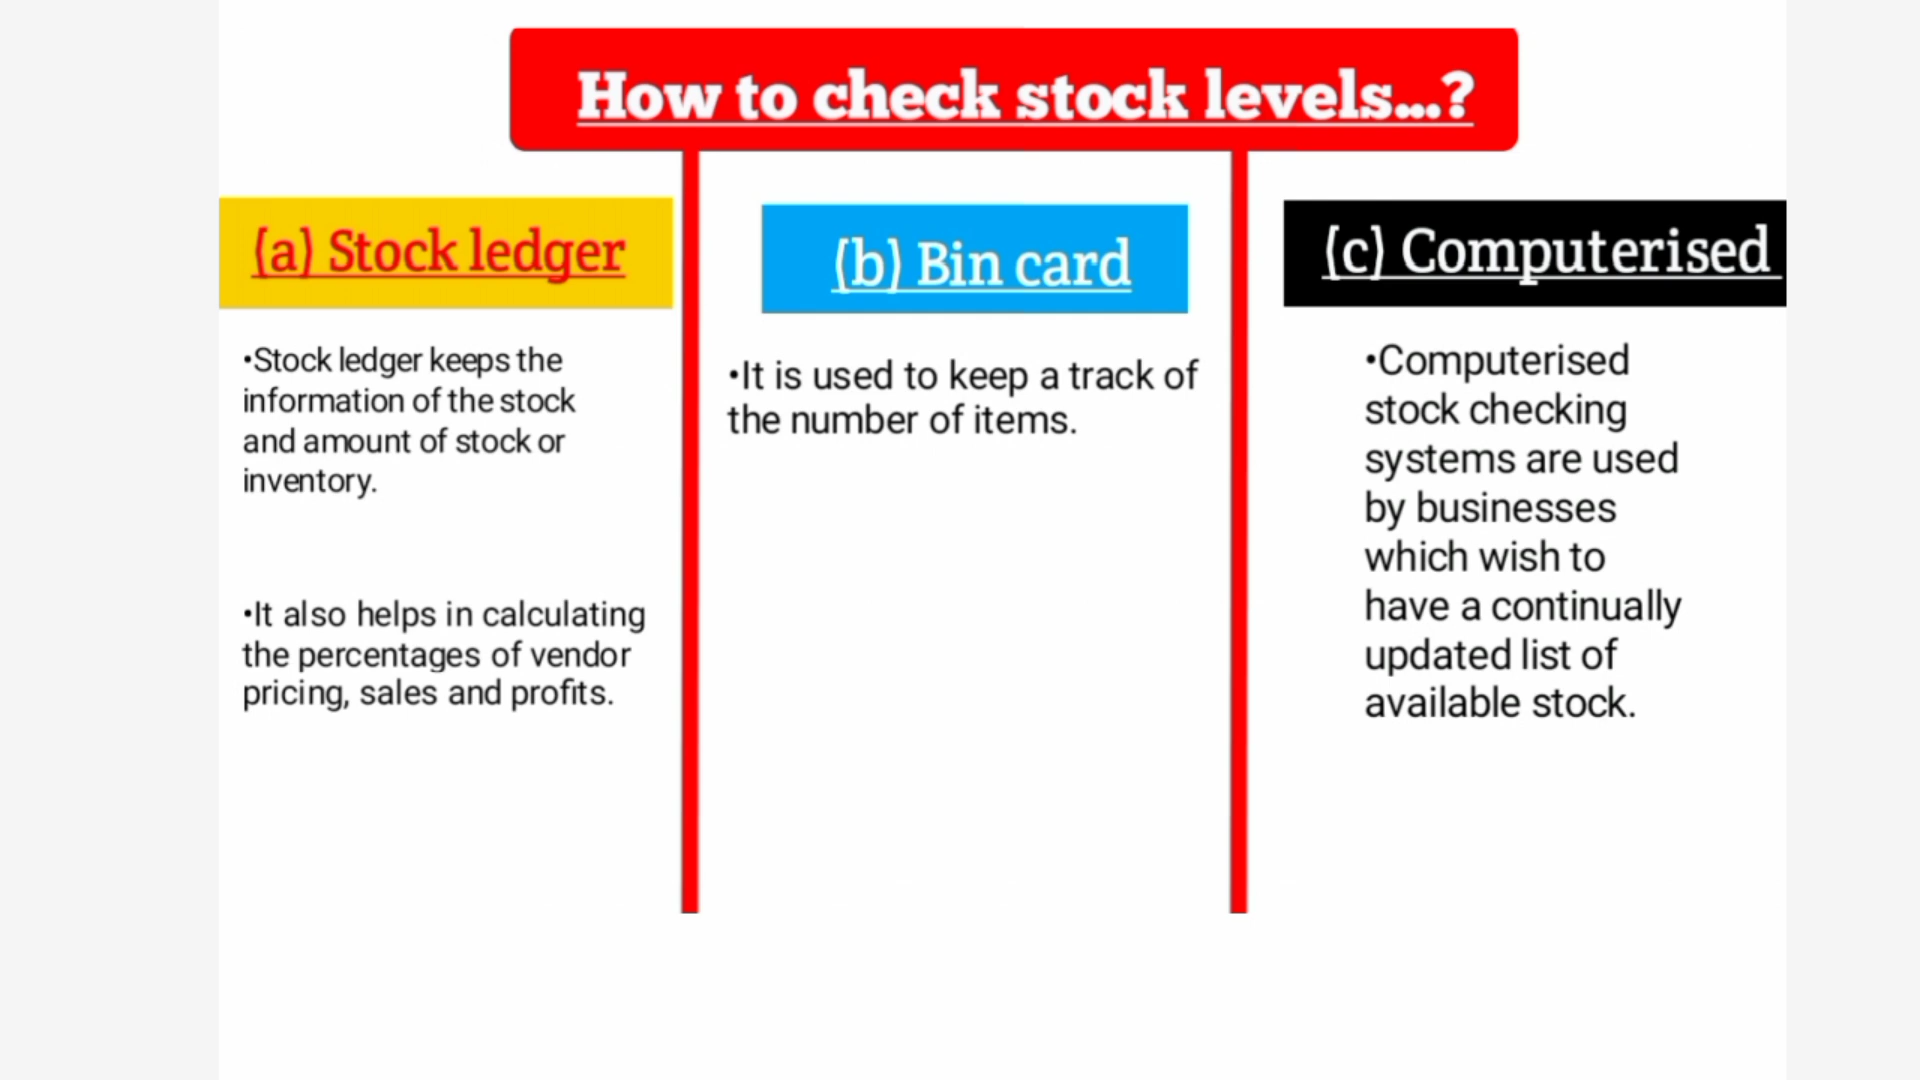 How to check stock levels...?
(a) Stock ledger
•Stock ledger keeps the
information of the stock
and amount of stock or
inventory.
•It also helps in calculating
the percentages of vendor
pricing, sales and profits.
(b) Bin card
•It is used to keep a track of
the number of items.
(c) Computerised
•Computerised
stock checking
systems are used
by businesses
which wish to
have a continually
updated list of
available stock.